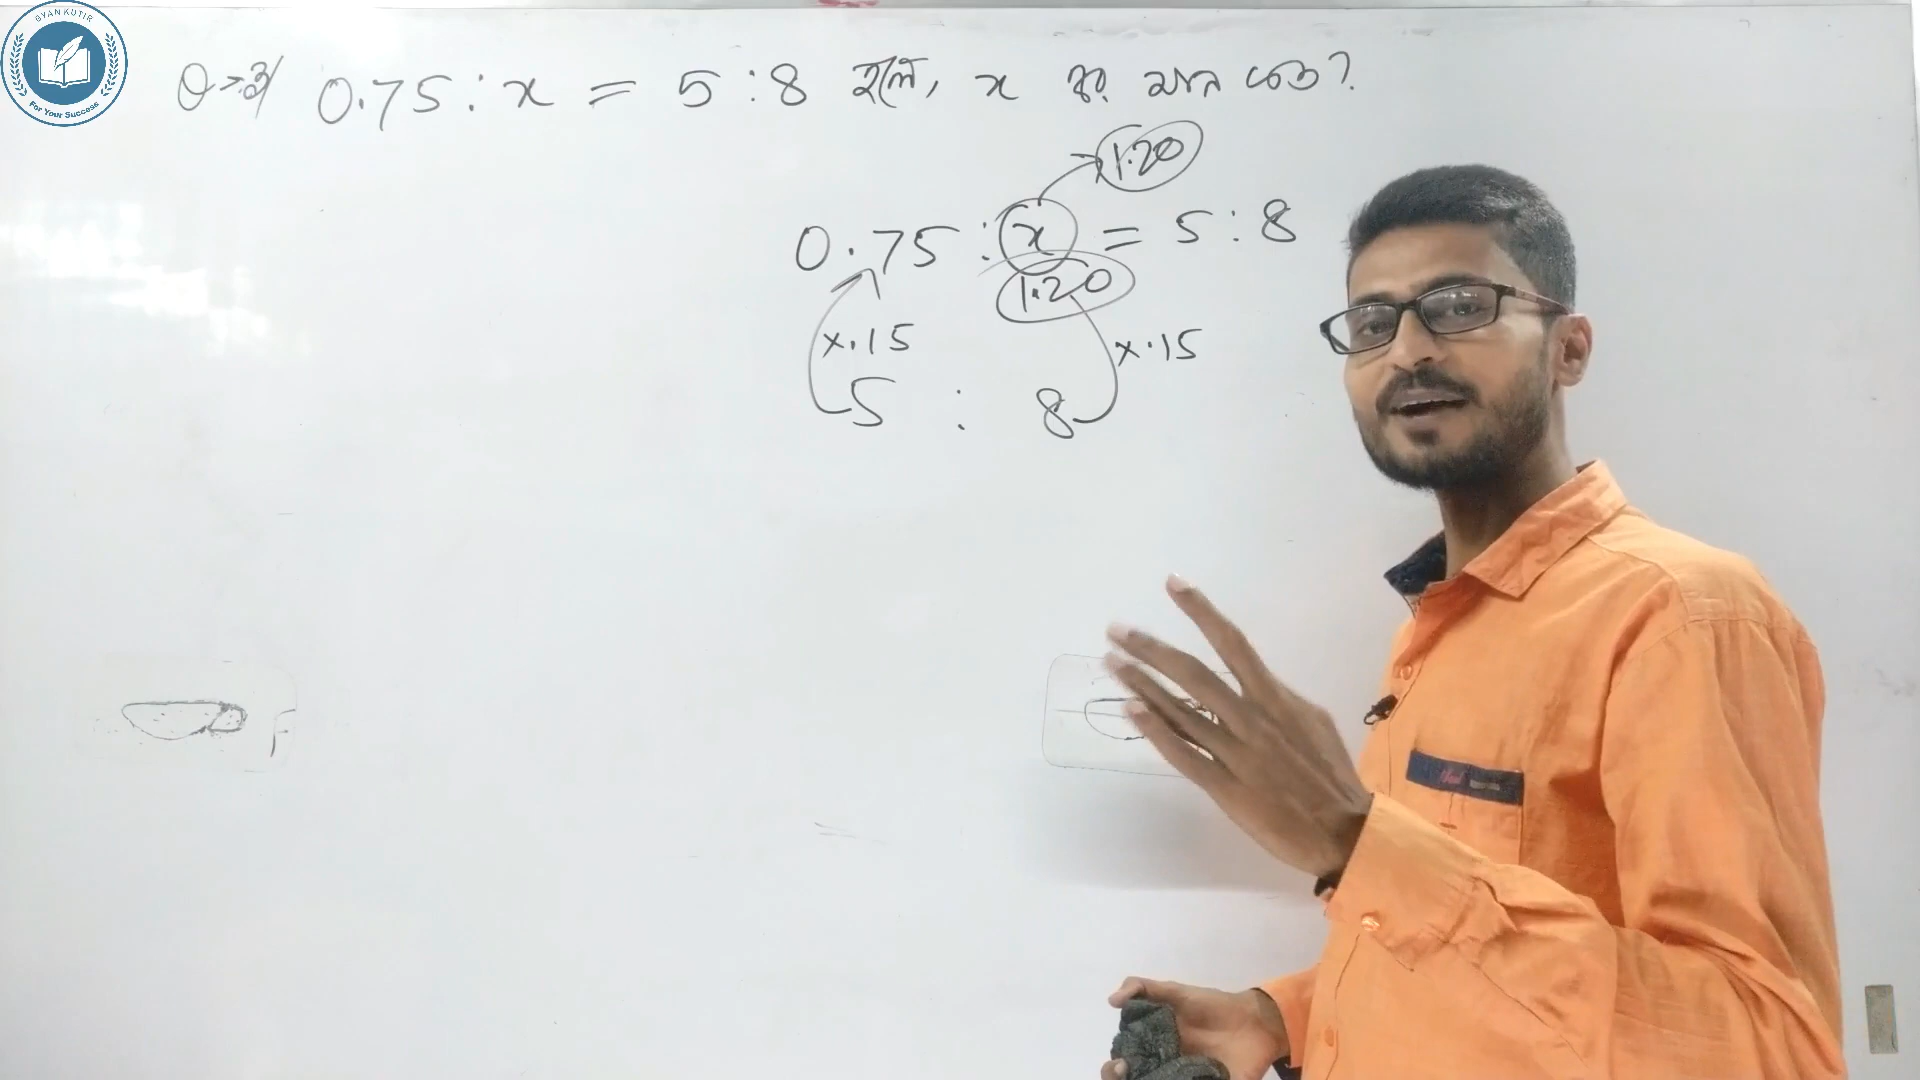 GYAN KUTIR
For Your Success
Q→3/ 0.75 : x = 5 : 8 হলে, x এর মান কত?
1.20
0.75 : x = 5 : 8
1.20
x.15 x.15
5 : 8